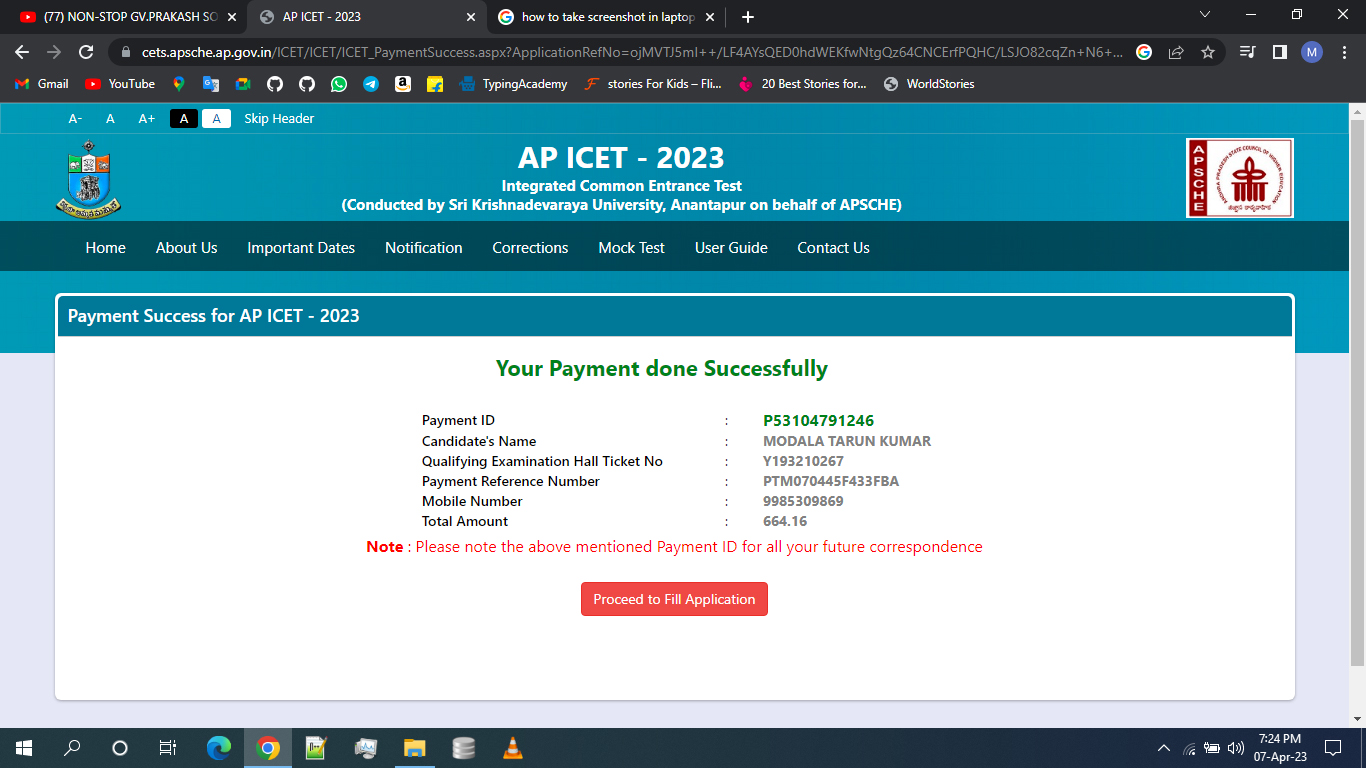 (77) NON-STOP GV.PRAKASH SO
AP ICET - 2023
how to take screenshot in laptop
cets.apsche.ap.gov.in/ICET/ICET/ICET_PaymentSuccess.aspx?ApplicationRefNo=ojMVTJ5mI++/LF4AYsQED0hdWEKfwNtgQz64CNCErfPQHC/LSJO82cqZn+N6+...
M
Gmail
YouTube
TypingAcademy
stories For Kids – Fli...
20 Best Stories for...
WorldStories
A- A A+ A A Skip Header
AP ICET - 2023
Integrated Common Entrance Test
(Conducted by Sri Krishnadevaraya University, Anantapur on behalf of APSCHE)
APSCHE
ANDHRA PRADESH STATE COUNCIL OF HIGHER EDUCATION
Home About Us Important Dates Notification Corrections Mock Test User Guide Contact Us
Payment Success for AP ICET - 2023
Your Payment done Successfully
Payment ID : P53104791246
Candidate's Name : MODALA TARUN KUMAR
Qualifying Examination Hall Ticket No : Y193210267
Payment Reference Number : PTM070445F433FBA
Mobile Number : 9985309869
Total Amount : 664.16
Note : Please note the above mentioned Payment ID for all your future correspondence
Proceed to Fill Application
7:24 PM
07-Apr-23